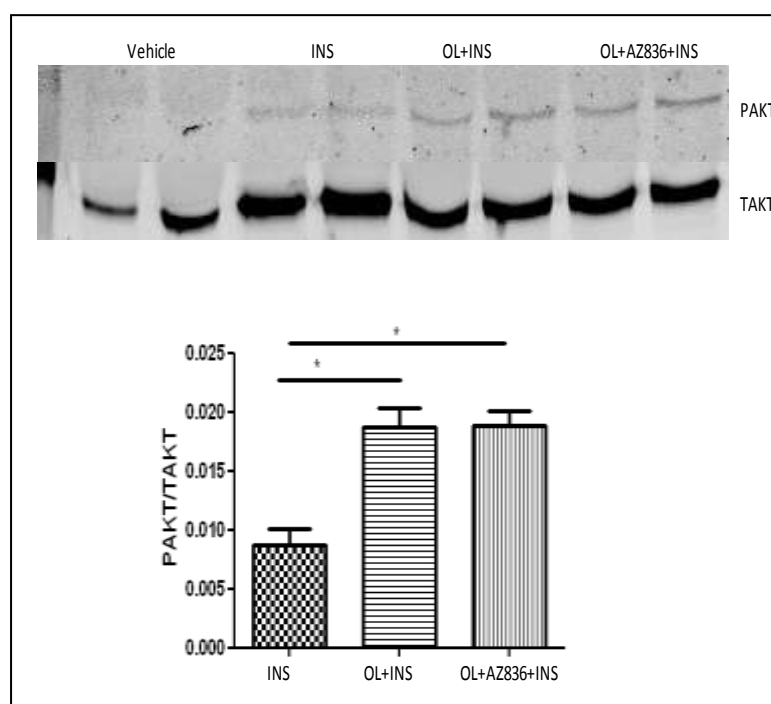 Vehicle INS OL+INS OL+AZ836+INS
PAKT
TAKT
* 
*
0.025
0.020
0.015
0.010
0.005
0.000
PAKT/TAKT
INS OL+INS OL+AZ836+INS